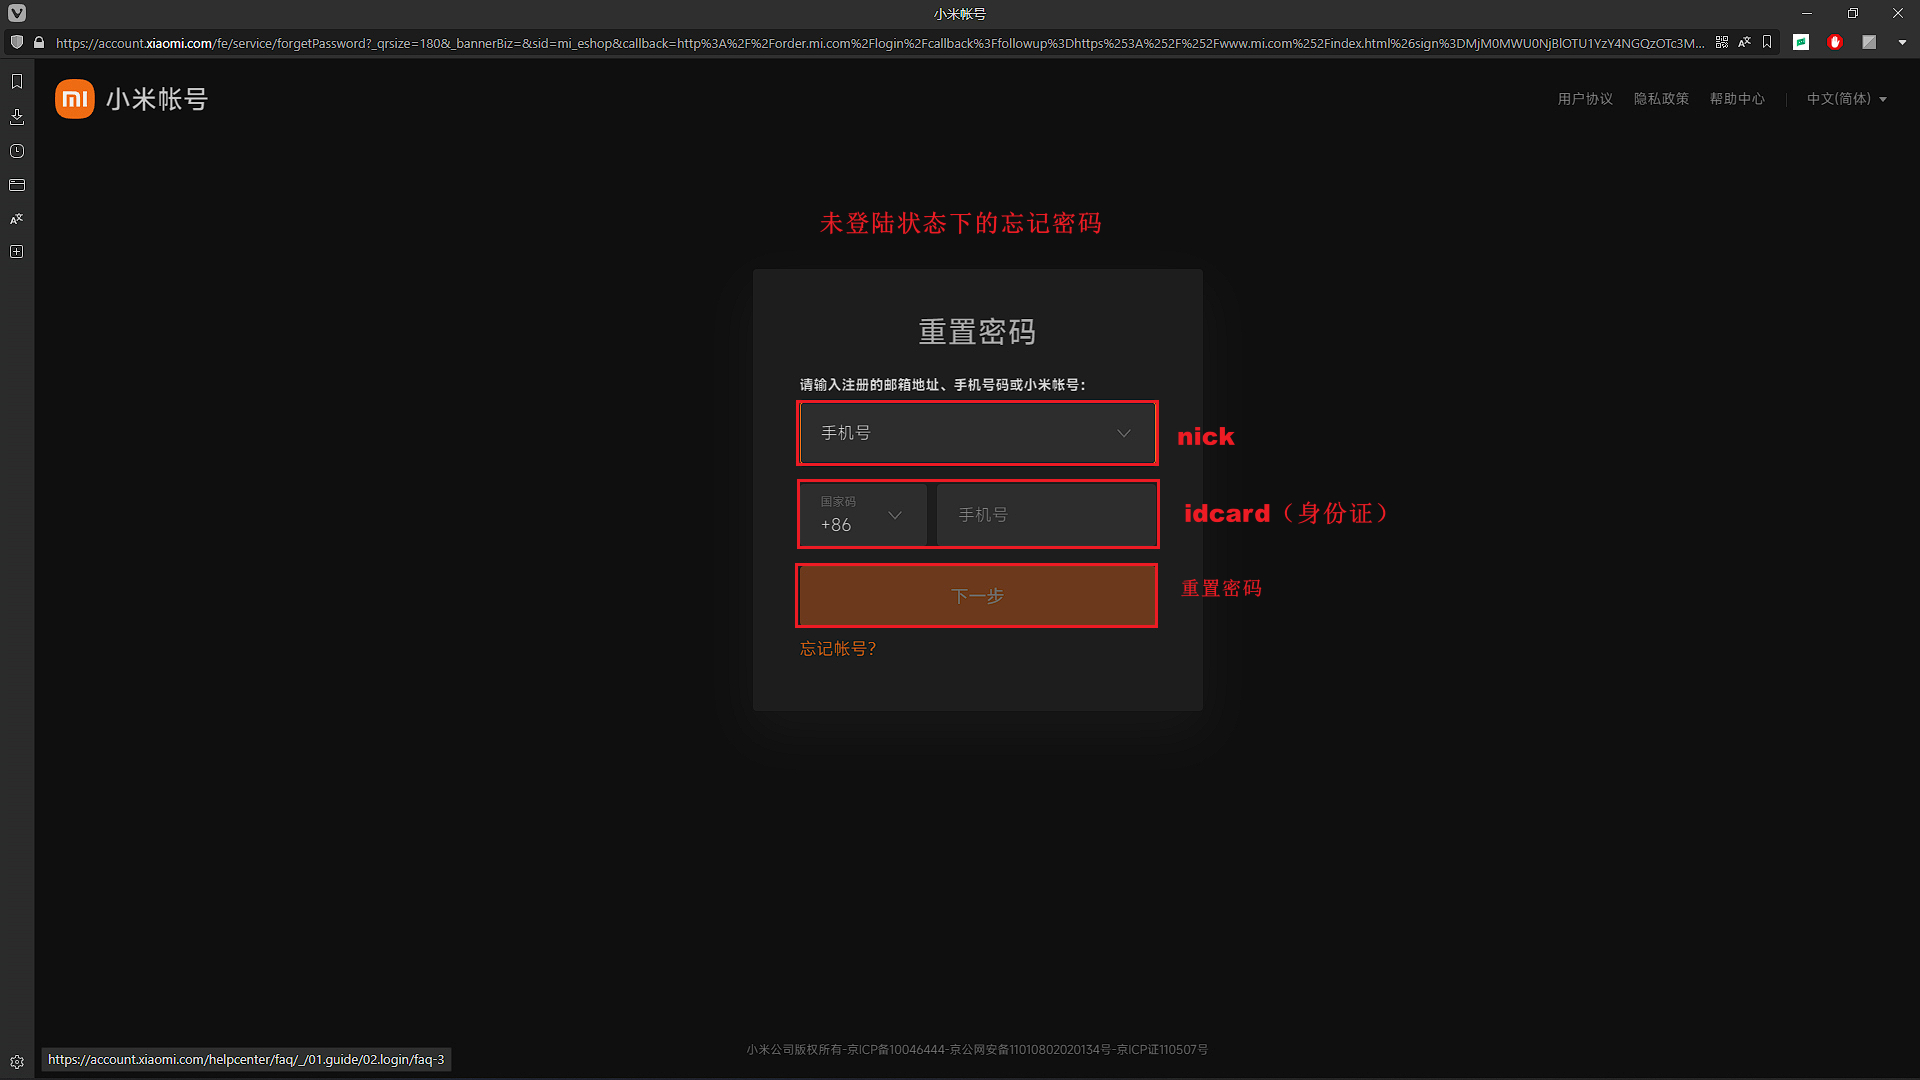 小米帐号
https://account.xiaomi.com/fe/service/forgetPassword?_qrsize=180&_bannerBiz=&sid=mi_eshop&callback=http%3A%2F%2Forder.mi.com%2Flogin%2Fcallback%3Ffollowup%3Dhttps%253A%252F%252Fwww.mi.com%252Findex.html%26sign%3DMjM0MWU0NjBlOTU1YzY4NGQzOTc3M...
小米帐号
用户协议 隐私政策 帮助中心 中文(简体)
未登陆状态下的忘记密码
重置密码
请输入注册的邮箱地址、手机号码或小米帐号：
手机号
nick
国家码
+86
手机号
idcard（身份证）
下一步
重置密码
忘记帐号？
小米公司版权所有-京ICP备10046444-京公网安备11010802020134号-京ICP证110507号
https://account.xiaomi.com/helpcenter/faq/_/01.guide/02.login/faq-3